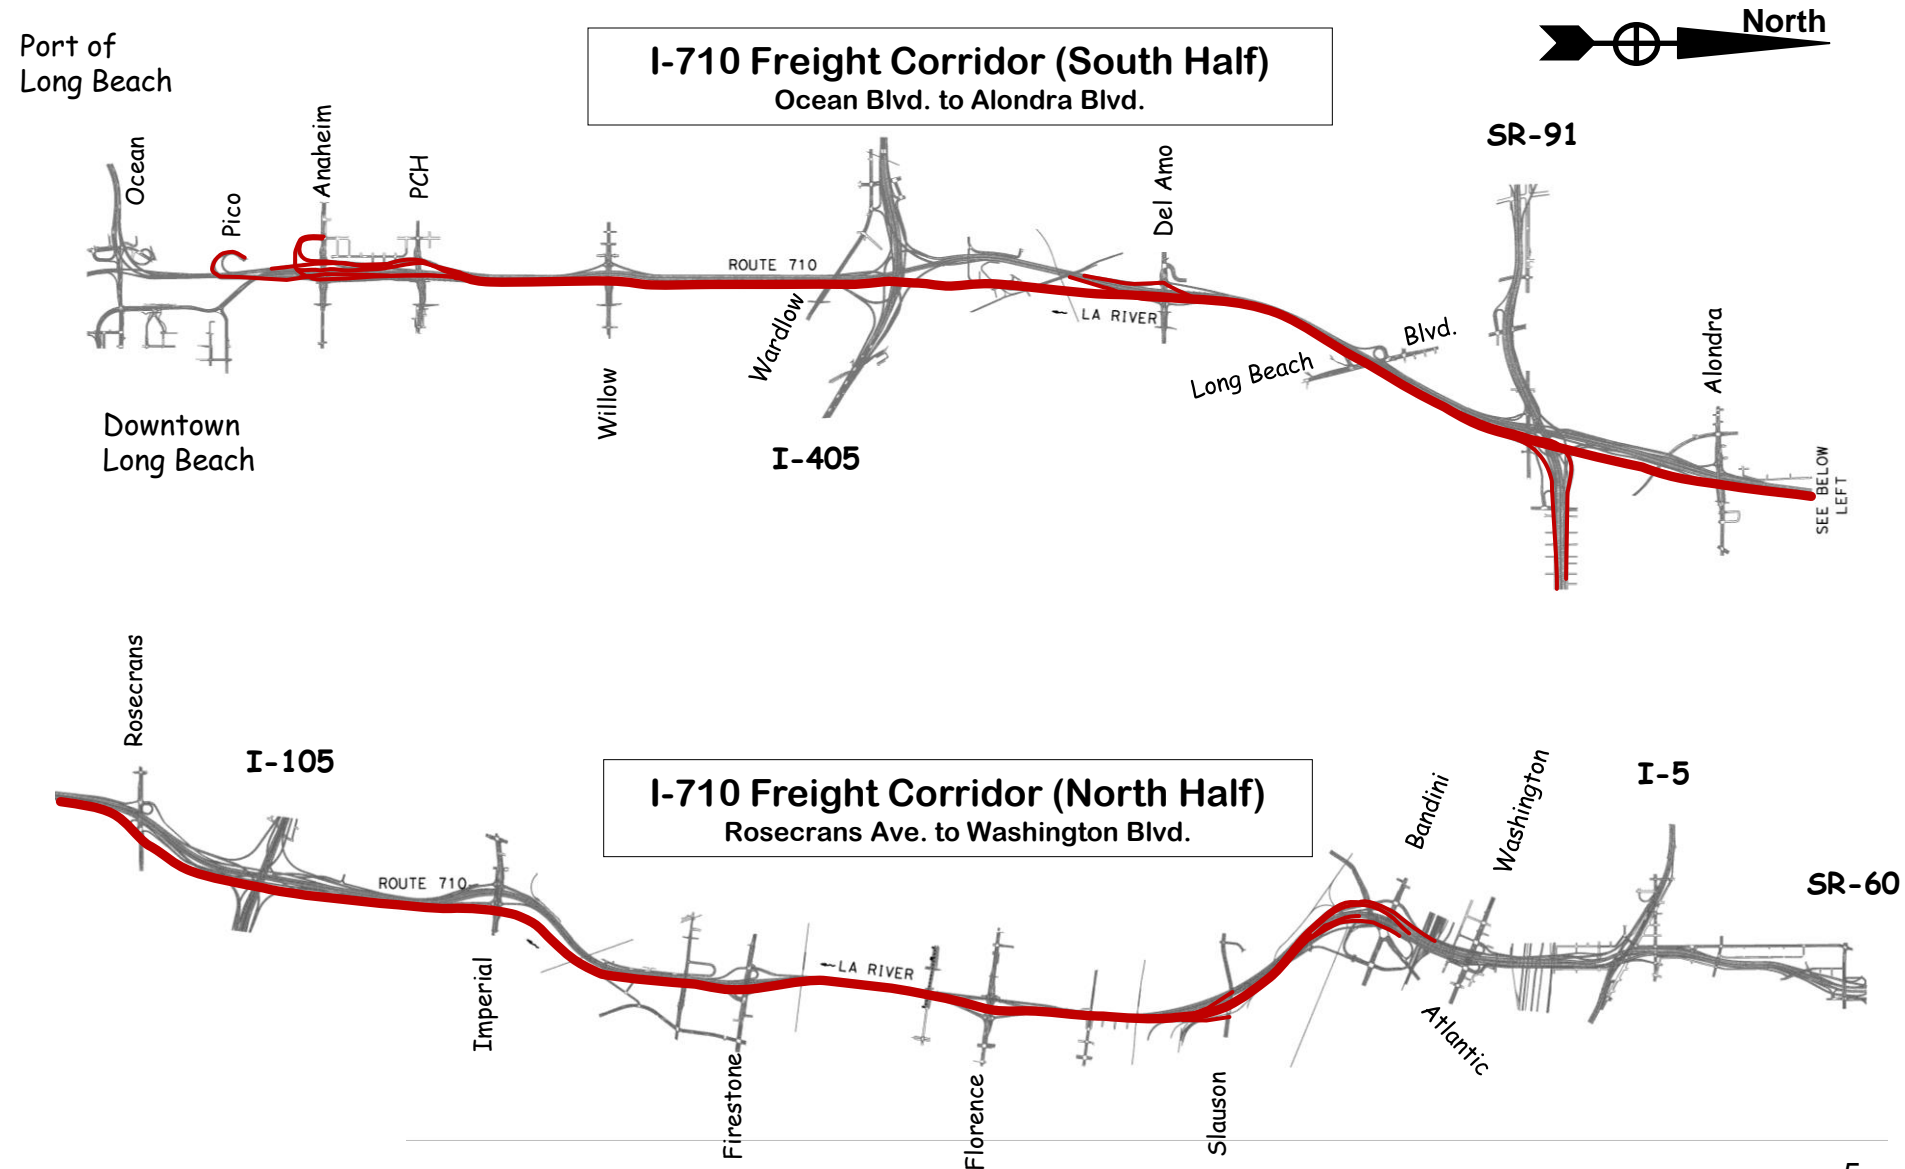 North
Port of
Long Beach
I-710 Freight Corridor (South Half)
Ocean Blvd. to Alondra Blvd.
SR-91
Ocean
Pico
Anaheim
PCH
Del Amo
ROUTE 710
Wardlow
LA RIVER
Willow
Long Beach Blvd.
Alondra
Downtown
Long Beach
I-405
SEE BELOW
LEFT
Rosecrans
I-105
I-710 Freight Corridor (North Half)
Rosecrans Ave. to Washington Blvd.
Bandini
Washington
I-5
SR-60
ROUTE 710
Imperial
LA RIVER
Firestone
Florence
Slauson
Atlantic